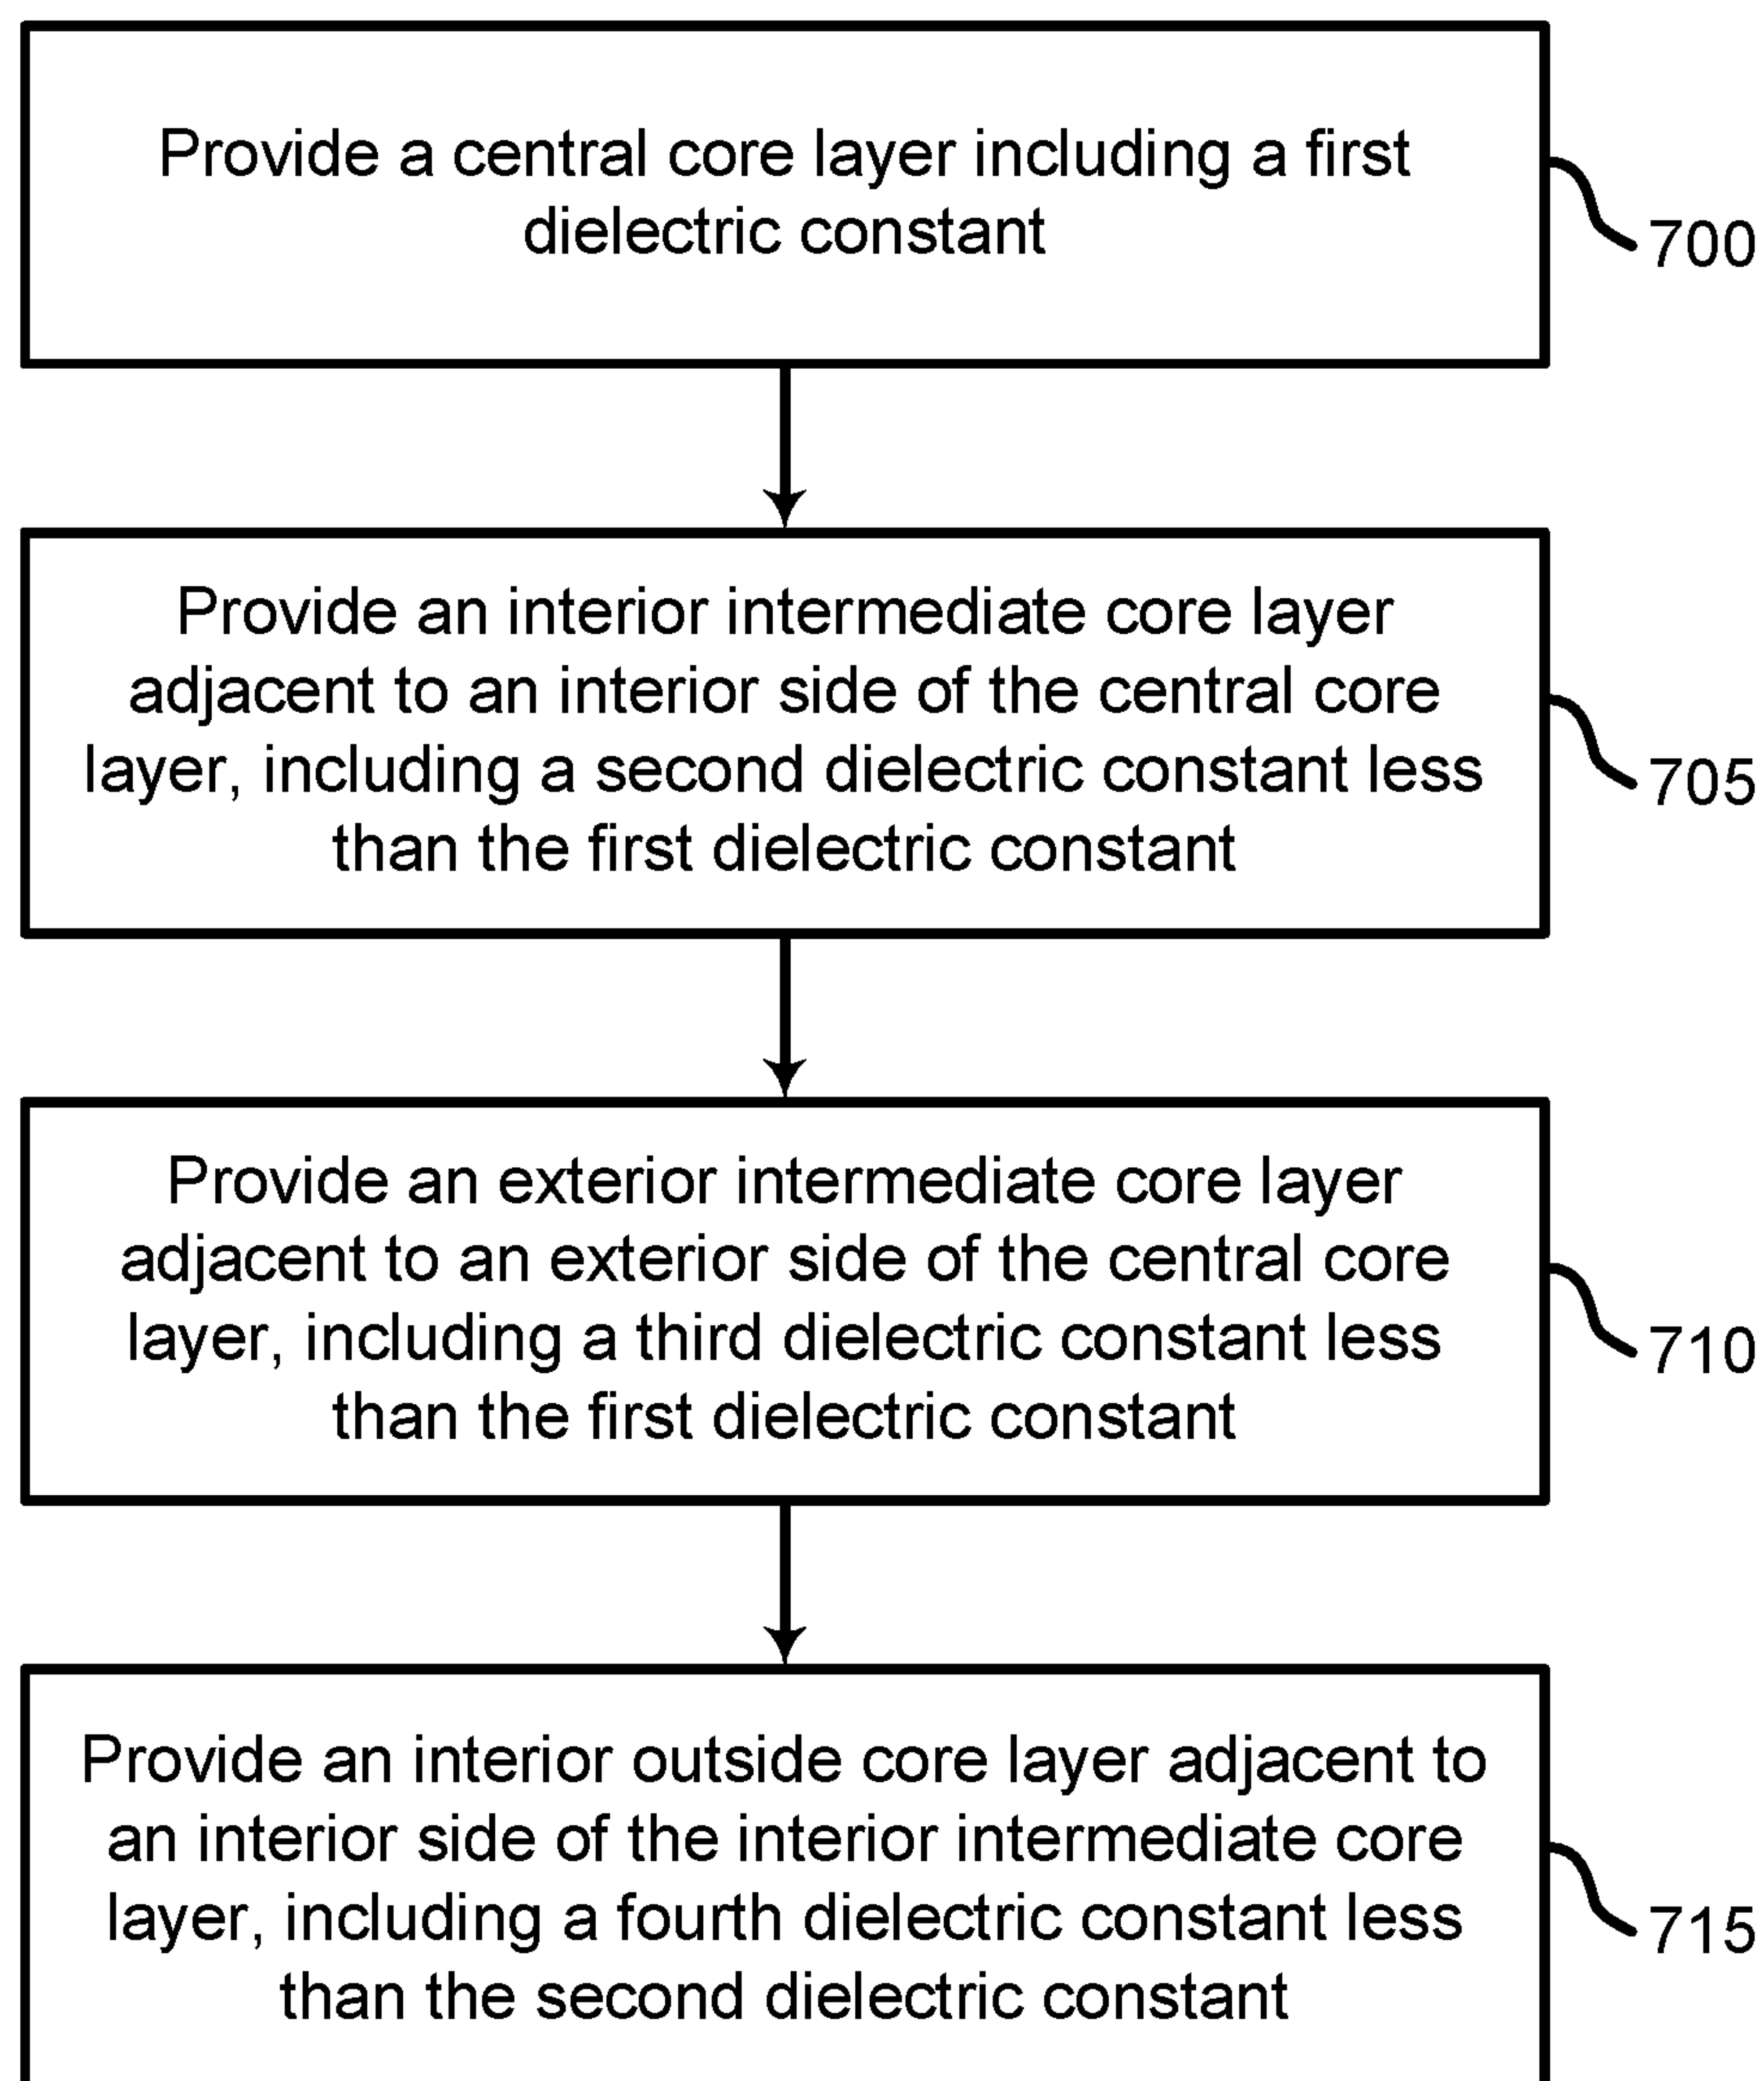 Provide a central core layer including a first
dielectric constant
700
Provide an interior intermediate core layer
adjacent to an interior side of the central core
layer, including a second dielectric constant less
than the first dielectric constant
705
Provide an exterior intermediate core layer
adjacent to an exterior side of the central core
layer, including a third dielectric constant less
than the first dielectric constant
710
Provide an interior outside core layer adjacent to
an interior side of the interior intermediate core
layer, including a fourth dielectric constant less
than the second dielectric constant
715